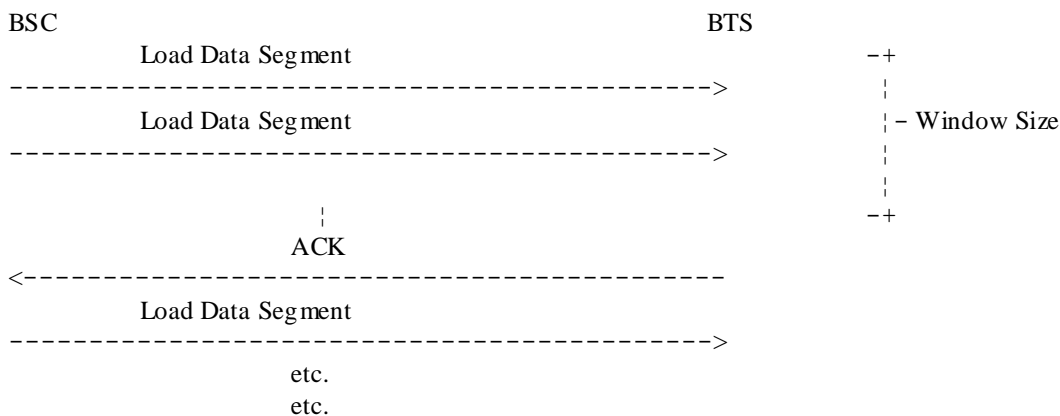 BSC BTS
Load Data Segment -+
--------------------------------------------->
Load Data Segment - Window Size
--------------------------------------------->
-+
ACK
<---------------------------------------------
Load Data Segment
--------------------------------------------->
etc.
etc.